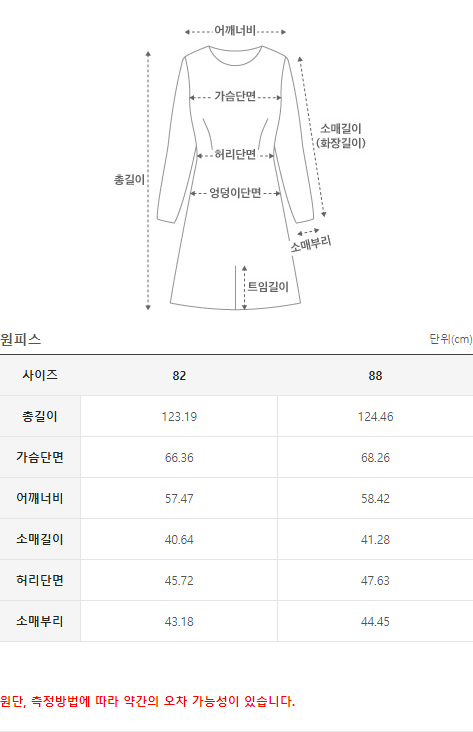 어깨너비
가슴단면
소매길이
(화장길이)
허리단면
총길이
엉덩이단면
소매부리
트임길이
원피스 단위(cm)
사이즈 82 88
총길이 123.19 124.46
가슴단면 66.36 68.26
어깨너비 57.47 58.42
소매길이 40.64 41.28
허리단면 45.72 47.63
소매부리 43.18 44.45
원단, 측정방법에 따라 약간의 오차 가능성이 있습니다.